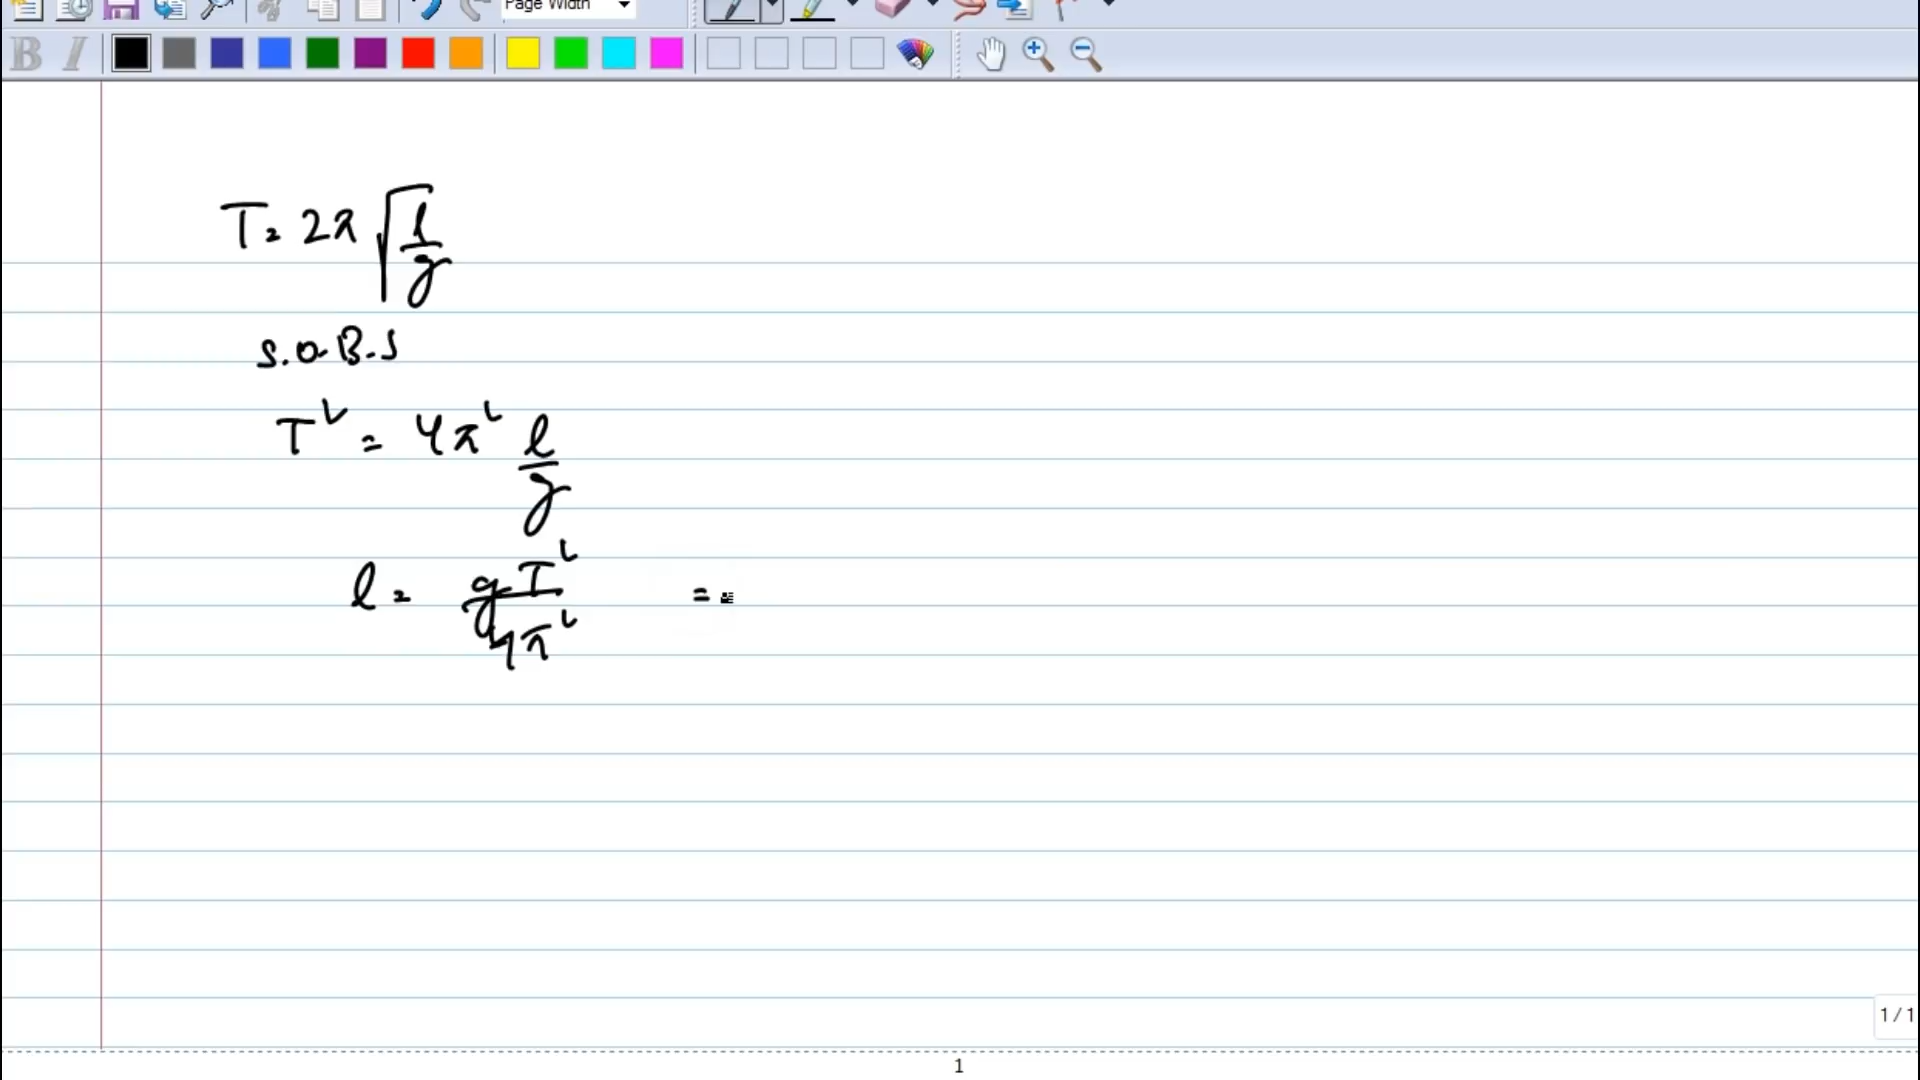 Page Width
B I
T = 2π √(l/g)
S.O.B.S
T² = 4π² l/g
l = gT²/4π² =
1 / 1
1